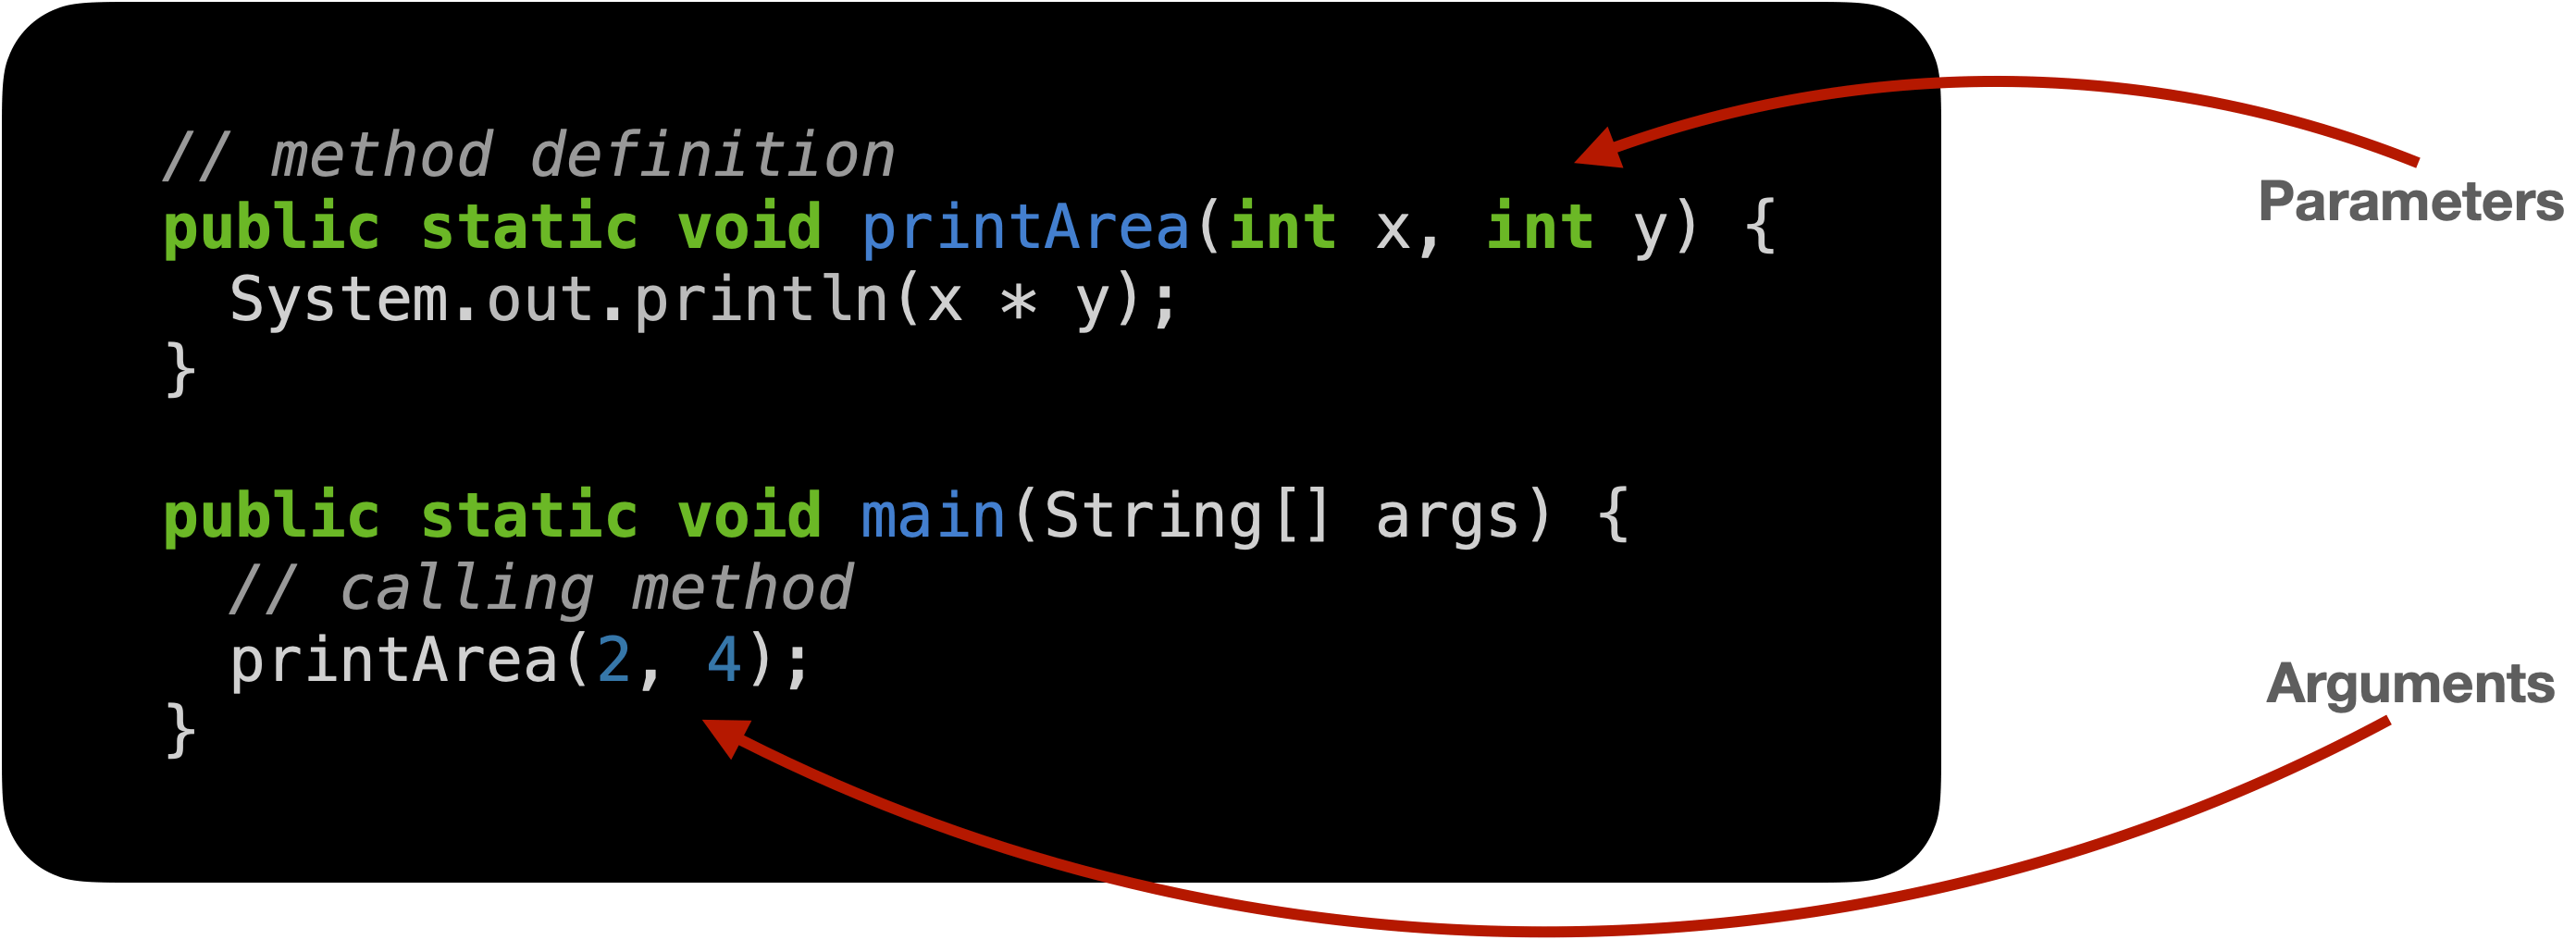 // method definition
public static void printArea(int x, int y) {
System.out.println(x * y);
}
public static void main(String[] args) {
// calling method
printArea(2, 4);
}
Parameters
Arguments